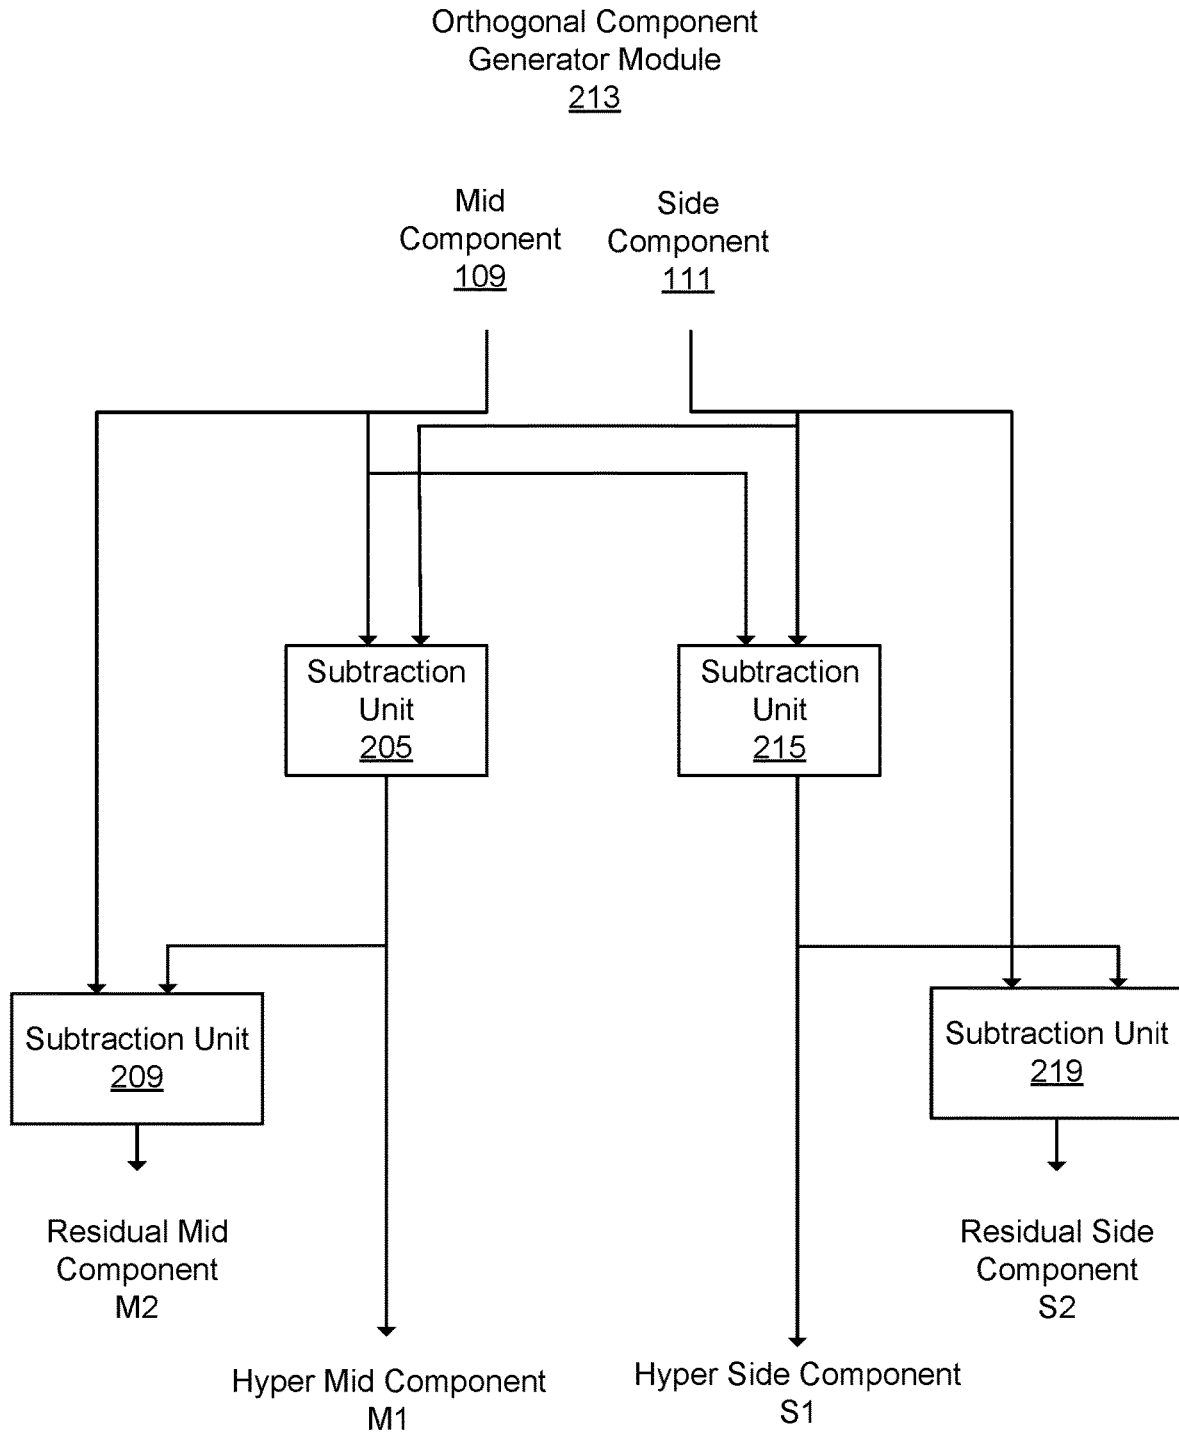 Orthogonal Component
Generator Module
213
Mid
Component
109
Side
Component
111
Subtraction
Unit
205
Subtraction
Unit
215
Subtraction Unit
209
Subtraction Unit
219
Residual Mid
Component
M2
Residual Side
Component
S2
Hyper Mid Component
M1
Hyper Side Component
S1